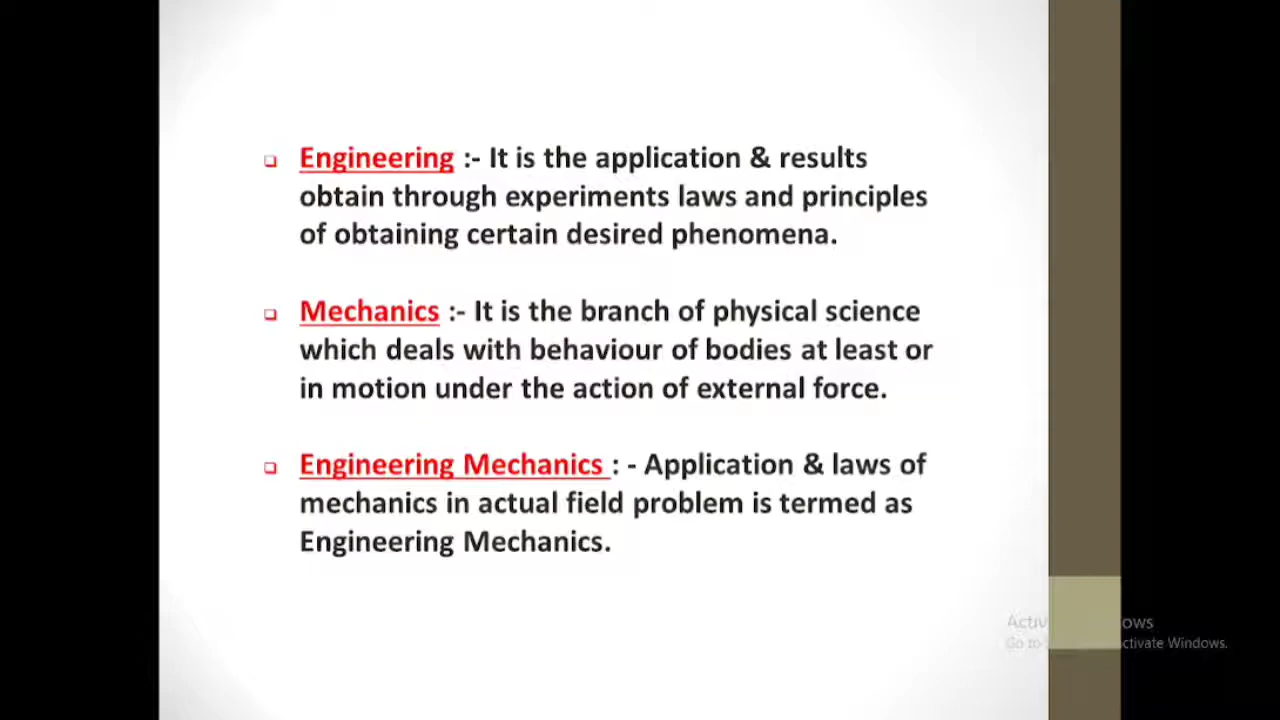 Engineering :- It is the application & results
obtain through experiments laws and principles
of obtaining certain desired phenomena.
Mechanics :- It is the branch of physical science
which deals with behaviour of bodies at least or
in motion under the action of external force.
Engineering Mechanics : - Application & laws of
mechanics in actual field problem is termed as
Engineering Mechanics.
Go to